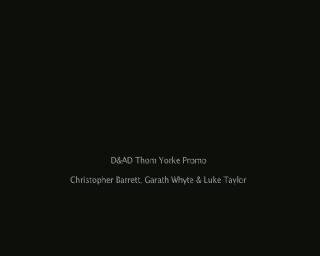 D&AD Thom Yorke Promo
Christopher Barrett, Garath Whyte & Luke Taylor